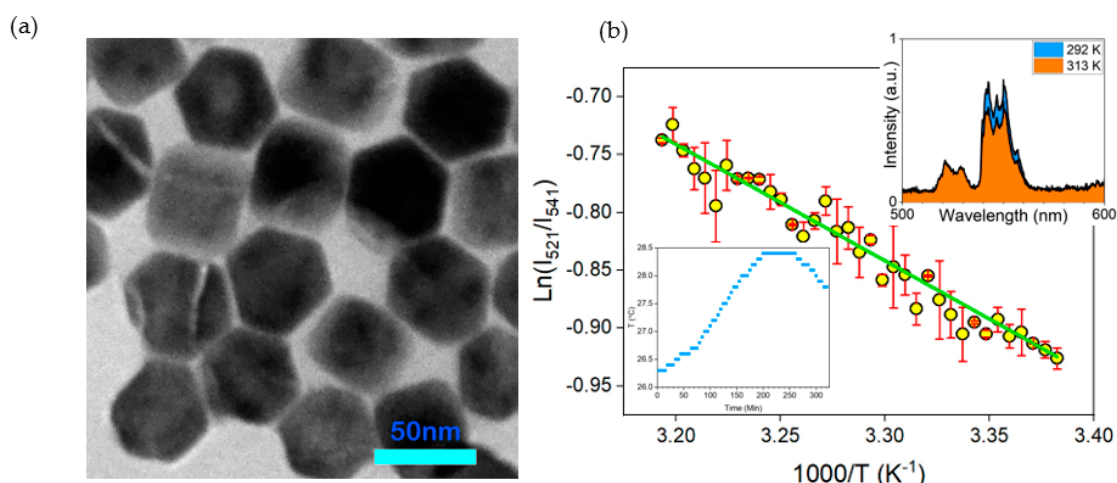 (a)
50nm
(b)
Ln(I521/I541)
-0.70
-0.75
-0.80
-0.85
-0.90
-0.95
3.20 3.25 3.30 3.35 3.40
1000/T (K-1)
1
Intensity (a.u.)
0
292 K
313 K
500 600
Wavelength (nm)
T (°C)
28.5
28.0
27.5
27.0
26.5
26.0
0 50 100 150 200 250 300
Time (Min)